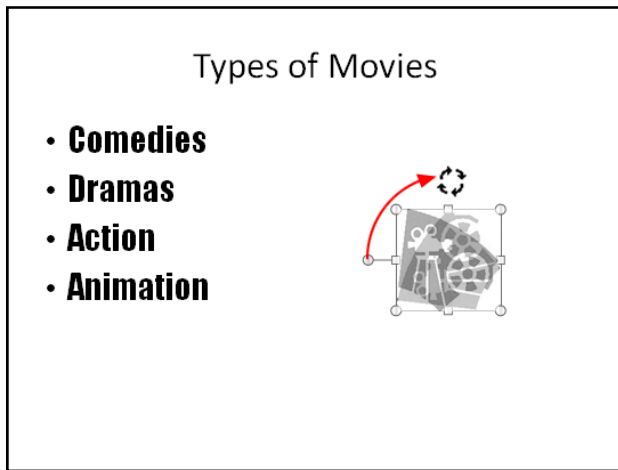 Types of Movies
• Comedies
• Dramas
• Action
• Animation